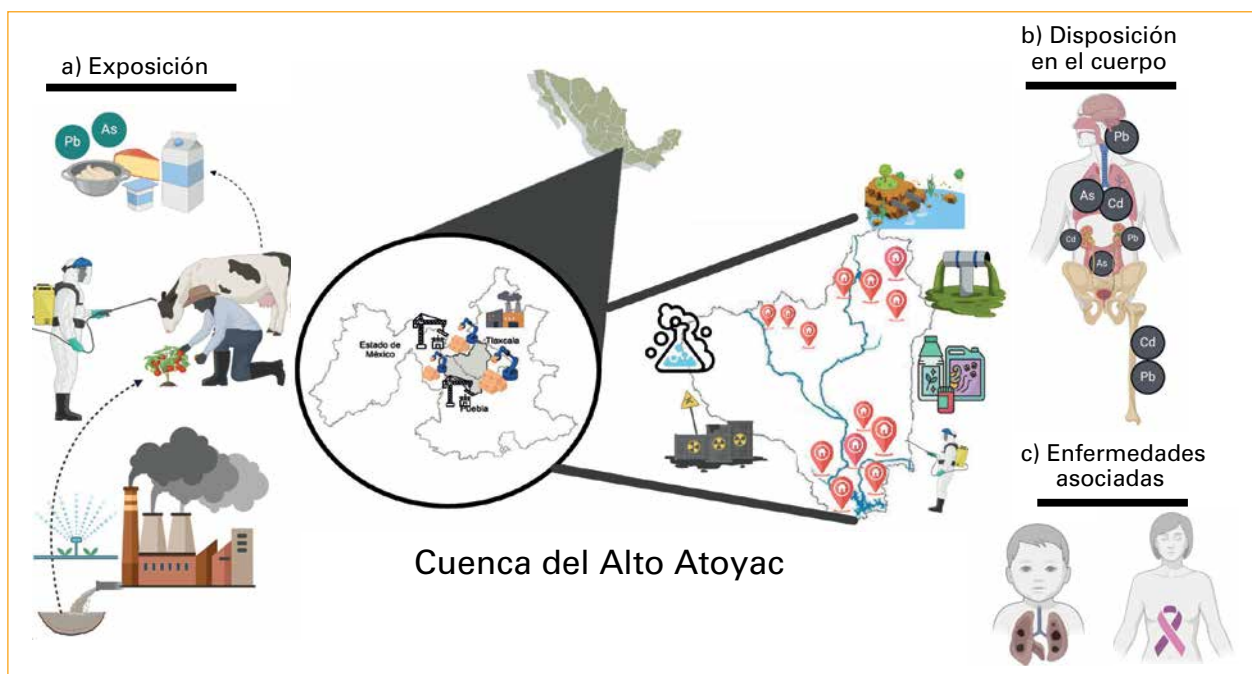 a) Exposición
Pb
As
Estado de
México
Tlaxcala
Puebla
Cuenca del Alto Atoyac
b) Disposición
en el cuerpo
Pb
As
Cd
Cd
Pb
As
Cd
Pb
c) Enfermedades
asociadas